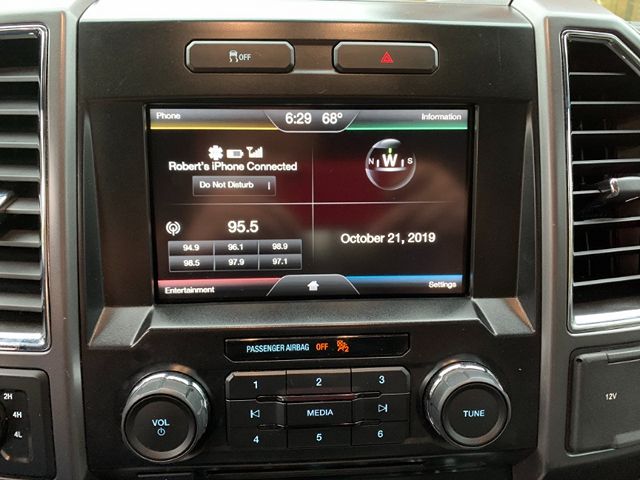 OFF
Phone
6:29 68°
Information
Robert's iPhone Connected
Do Not Disturb
N W S
95.5
94.9 96.1 98.9
98.5 97.9 97.1
October 21, 2019
Entertainment
Settings
PASSENGER AIRBAG OFF
2H
4H
4L
VOL
1 2 3
MEDIA
4 5 6
TUNE
12V